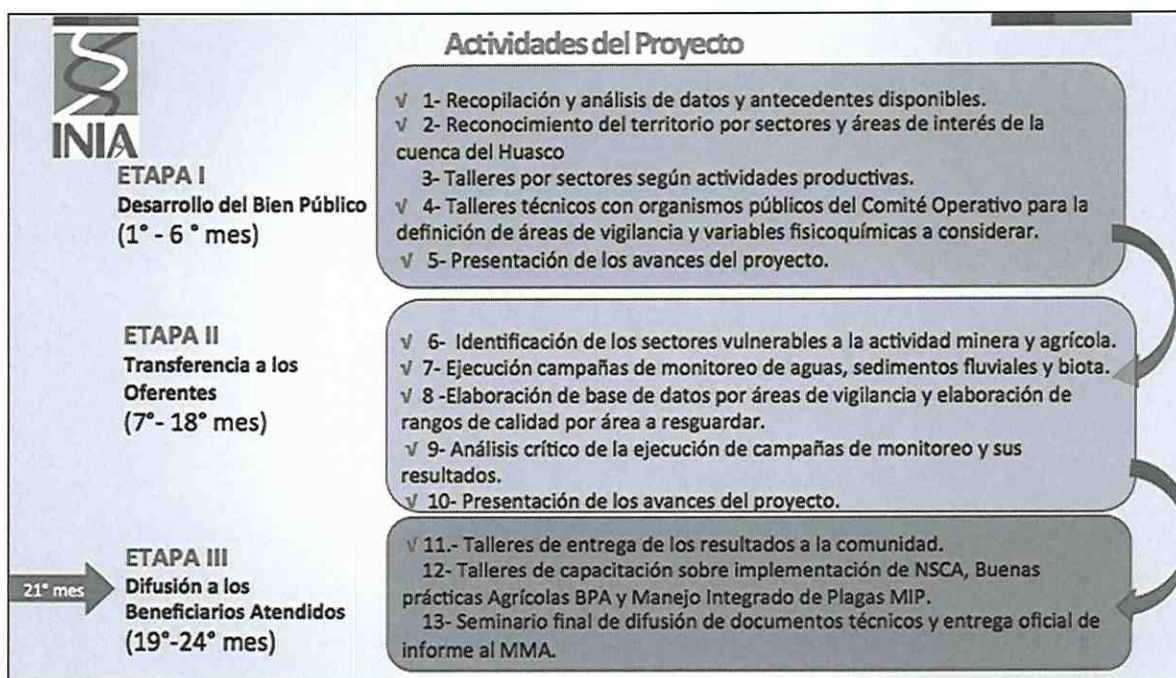 Actividades del Proyecto
INIA
ETAPA I
Desarrollo del Bien Público
(1° - 6 ° mes)
√ 1- Recopilación y análisis de datos y antecedentes disponibles.
√ 2- Reconocimiento del territorio por sectores y áreas de interés de la
cuenca del Huasco
3- Talleres por sectores según actividades productivas.
√ 4- Talleres técnicos con organismos públicos del Comité Operativo para la
definición de áreas de vigilancia y variables fisicoquímicas a considerar.
√ 5- Presentación de los avances del proyecto.
ETAPA II
Transferencia a los
Oferentes
(7°- 18° mes)
√ 6- Identificación de los sectores vulnerables a la actividad minera y agrícola.
√ 7- Ejecución campañas de monitoreo de aguas, sedimentos fluviales y biota.
√ 8 -Elaboración de base de datos por áreas de vigilancia y elaboración de
rangos de calidad por área a resguardar.
√ 9- Análisis crítico de la ejecución de campañas de monitoreo y sus
resultados.
√ 10- Presentación de los avances del proyecto.
21° mes
ETAPA III
Difusión a los
Beneficiarios Atendidos
(19°-24° mes)
√ 11.- Talleres de entrega de los resultados a la comunidad.
12- Talleres de capacitación sobre implementación de NSCA, Buenas
prácticas Agrícolas BPA y Manejo Integrado de Plagas MIP.
13- Seminario final de difusión de documentos técnicos y entrega oficial de
informe al MMA.